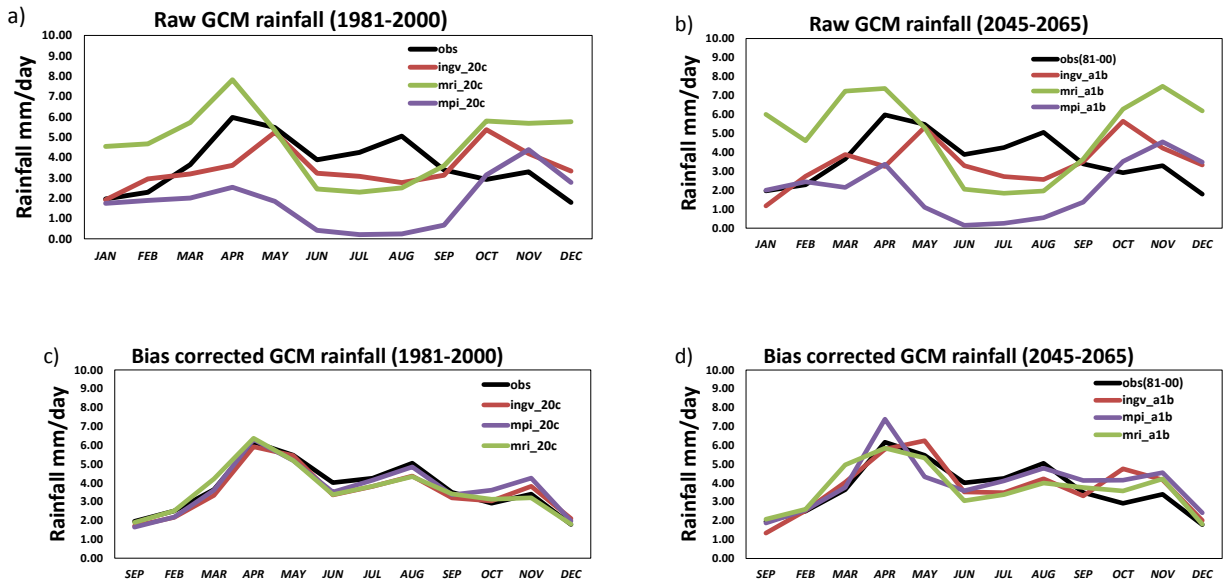 a)
Raw GCM rainfall (1981-2000)
Rainfall mm/day
10.00
9.00
8.00
7.00
6.00
5.00
4.00
3.00
2.00
1.00
0.00
obs
ingv_20c
mri_20c
mpi_20c
JAN FEB MAR APR MAY JUN JUL AUG SEP OCT NOV DEC
b)
Raw GCM rainfall (2045-2065)
Rainfall mm/day
10.00
9.00
8.00
7.00
6.00
5.00
4.00
3.00
2.00
1.00
0.00
obs(81-00)
ingv_a1b
mri_a1b
mpi_a1b
JAN FEB MAR APR MAY JUN JUL AUG SEP OCT NOV DEC
c)
Bias corrected GCM rainfall (1981-2000)
Rainfall mm/day
10.00
9.00
8.00
7.00
6.00
5.00
4.00
3.00
2.00
1.00
0.00
obs
ingv_20c
mpi_20c
mri_20c
SEP FEB MAR APR MAY JUN JUL AUG SEP OCT NOV DEC
d)
Bias corrected GCM rainfall (2045-2065)
Rainfall mm/day
10.00
9.00
8.00
7.00
6.00
5.00
4.00
3.00
2.00
1.00
0.00
obs(81-00)
ingv_a1b
mpi_a1b
mri_a1b
SEP FEB MAR APR MAY JUN JUL AUG SEP OCT NOV DEC